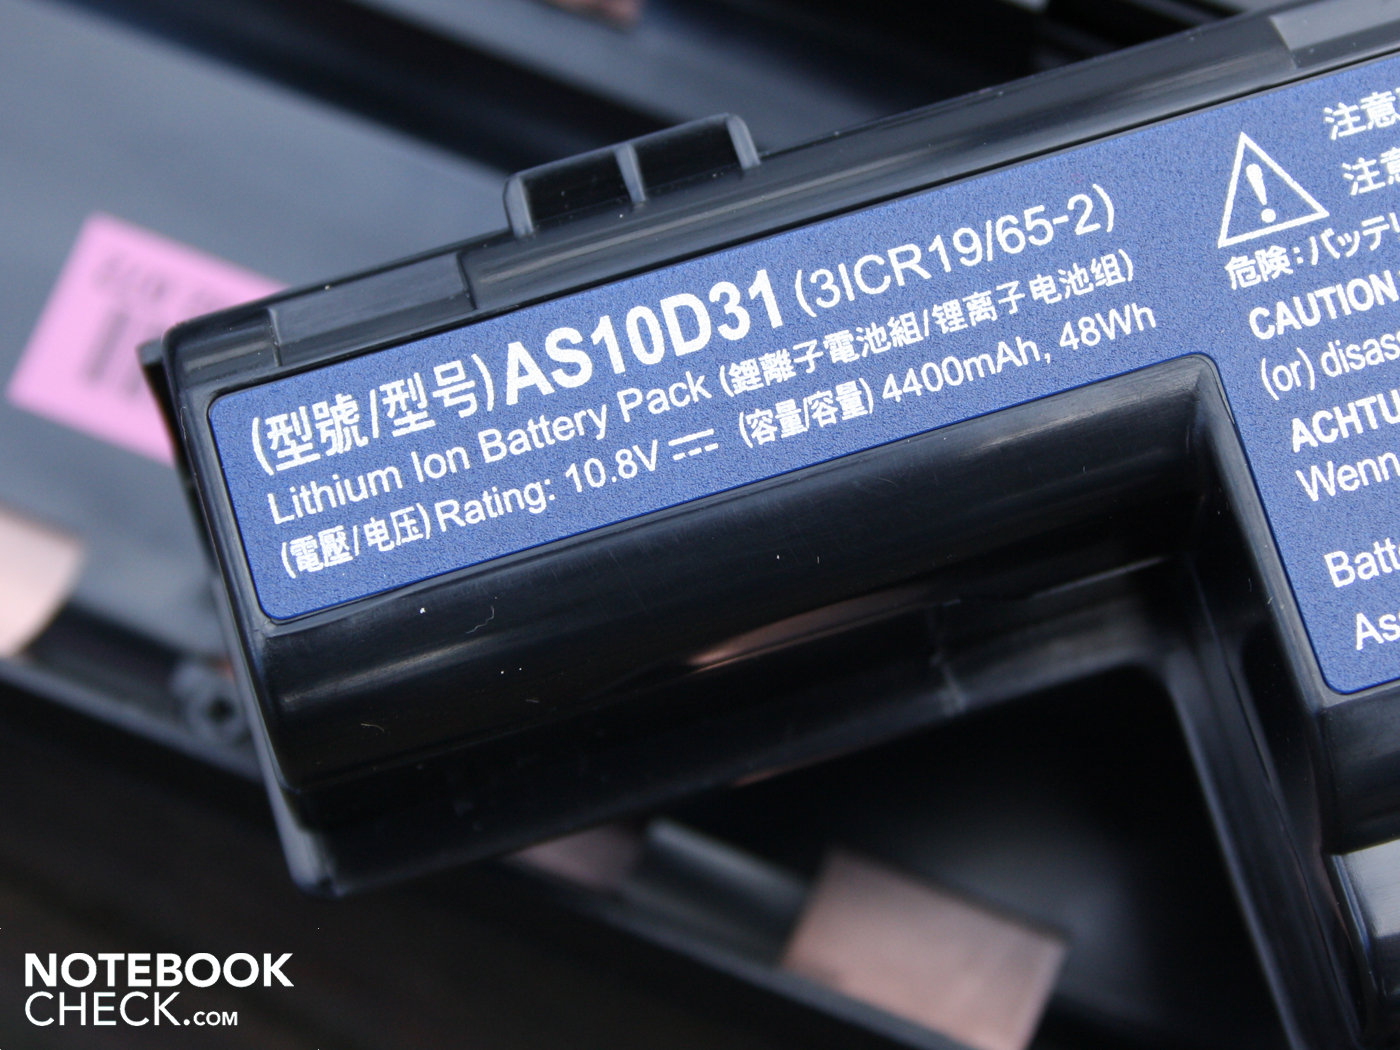 (型號/型号)AS10D31(3ICR19/65-2)
Lithium Ion Battery Pack (鋰離子電池組/锂离子电池组)
(電壓/电压)Rating: 10.8V (容量/容量) 4400mAh, 48Wh
注意
注意
危険:バッテ
CAUTION
(or) disas
ACHTU
Wenn
Batt
As
NOTEBOOK
CHECK.COM